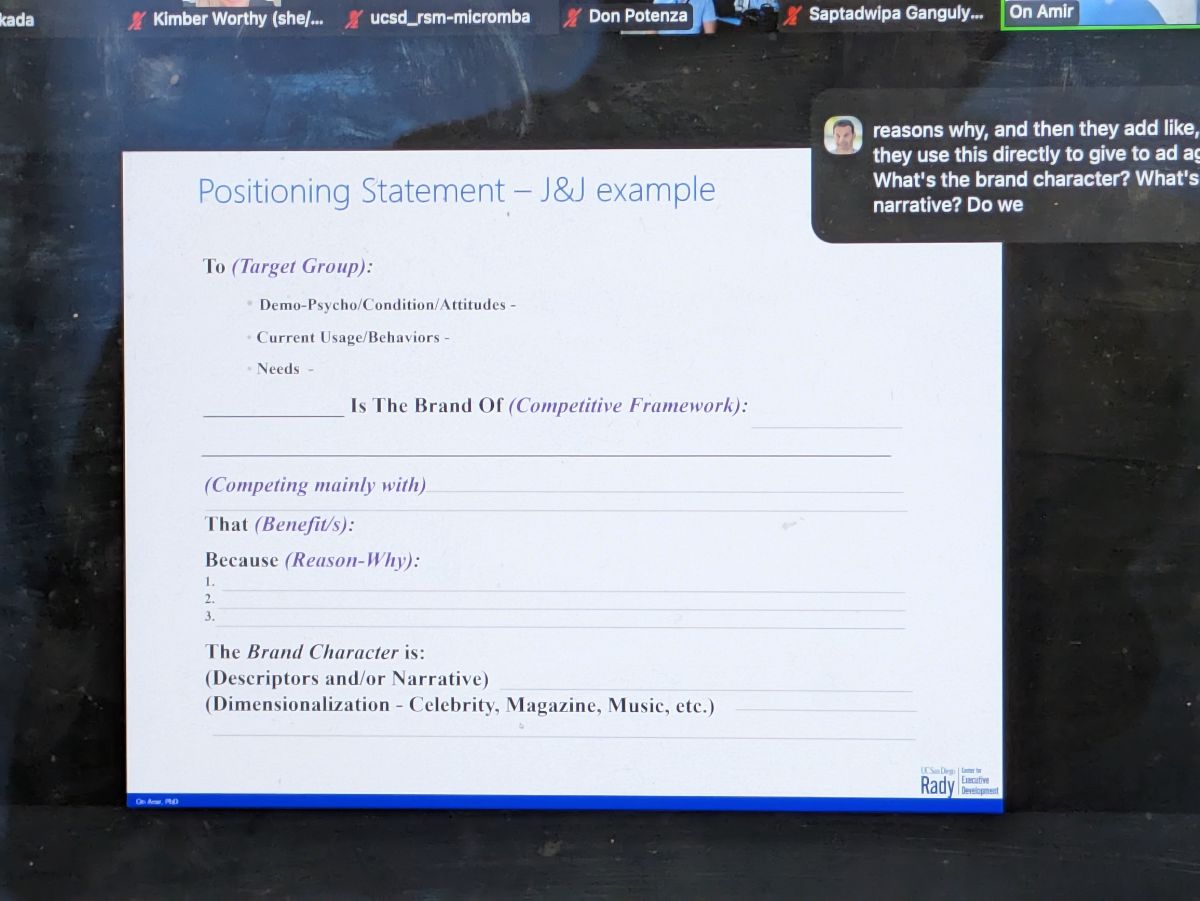 kada
Kimber Worthy (she/...
ucsd_rsm-micromba
Don Potenza
Saptadwipa Ganguly...
On Amir
reasons why, and then they add like,
they use this directly to give to ad ag
What's the brand character? What's
narrative? Do we
Positioning Statement – J&J example
To (Target Group):
• Demo-Psycho/Condition/Attitudes -
• Current Usage/Behaviors -
• Needs -
____________ Is The Brand Of (Competitive Framework): ____________
(Competing mainly with)
That (Benefit/s):
Because (Reason-Why):
1.
2.
3.
The Brand Character is:
(Descriptors and/or Narrative)
(Dimensionalization - Celebrity, Magazine, Music, etc.)
UC San Diego
Rady
Center for
Executive
Development
On Amir, PhD